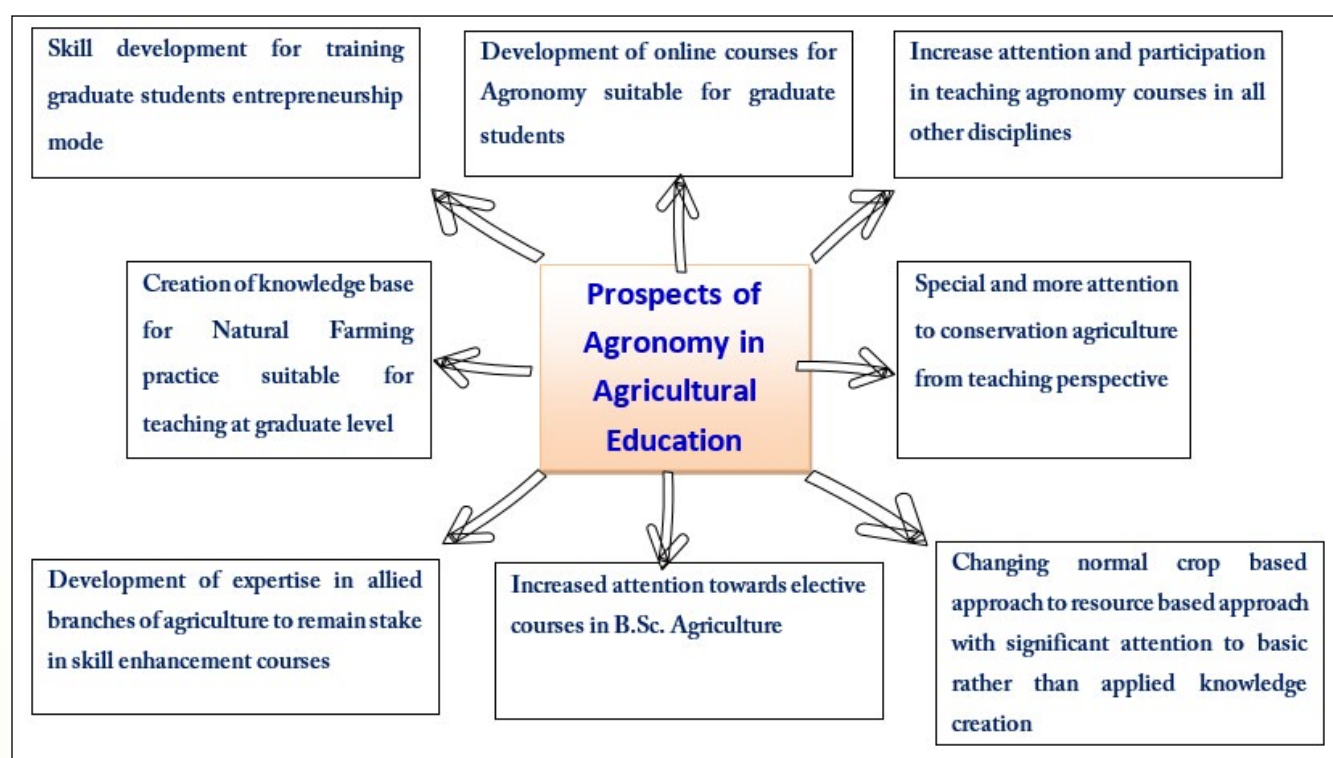 Skill development for training
graduate students entrepreneurship
mode
Development of online courses for
Agronomy suitable for graduate
students
Increase attention and participation
in teaching agronomy courses in all
other disciplines
Creation of knowledge base
for Natural Farming
practice suitable for
teaching at graduate level
Prospects of
Agronomy in
Agricultural
Education
Special and more attention
to conservation agriculture
from teaching perspective
Development of expertise in allied
branches of agriculture to remain stake
in skill enhancement courses
Increased attention towards elective
courses in B.Sc. Agriculture
Changing normal crop based
approach to resource based approach
with significant attention to basic
rather than applied knowledge
creation